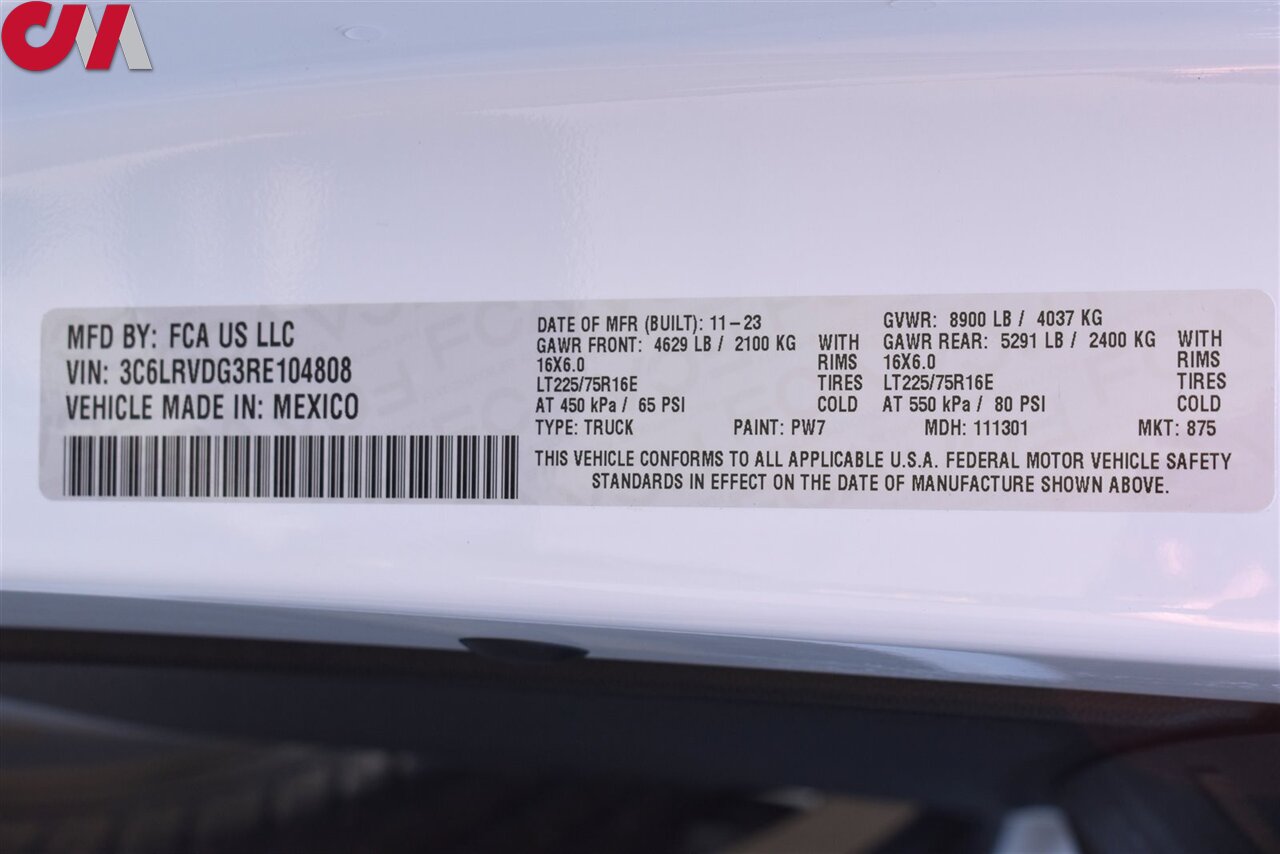 CM
MFD BY: FCA US LLC
VIN: 3C6LRVDG3RE104808
VEHICLE MADE IN: MEXICO
DATE OF MFR (BUILT): 11-23 GVWR: 8900 LB / 4037 KG
GAWR FRONT: 4629 LB / 2100 KG WITH GAWR REAR: 5291 LB / 2400 KG WITH
16X6.0 RIMS 16X6.0 RIMS
LT225/75R16E TIRES LT225/75R16E TIRES
AT 450 kPa / 65 PSI COLD AT 550 kPa / 80 PSI COLD
TYPE: TRUCK PAINT: PW7 MDH: 111301 MKT: 875
THIS VEHICLE CONFORMS TO ALL APPLICABLE U.S.A. FEDERAL MOTOR VEHICLE SAFETY
STANDARDS IN EFFECT ON THE DATE OF MANUFACTURE SHOWN ABOVE.